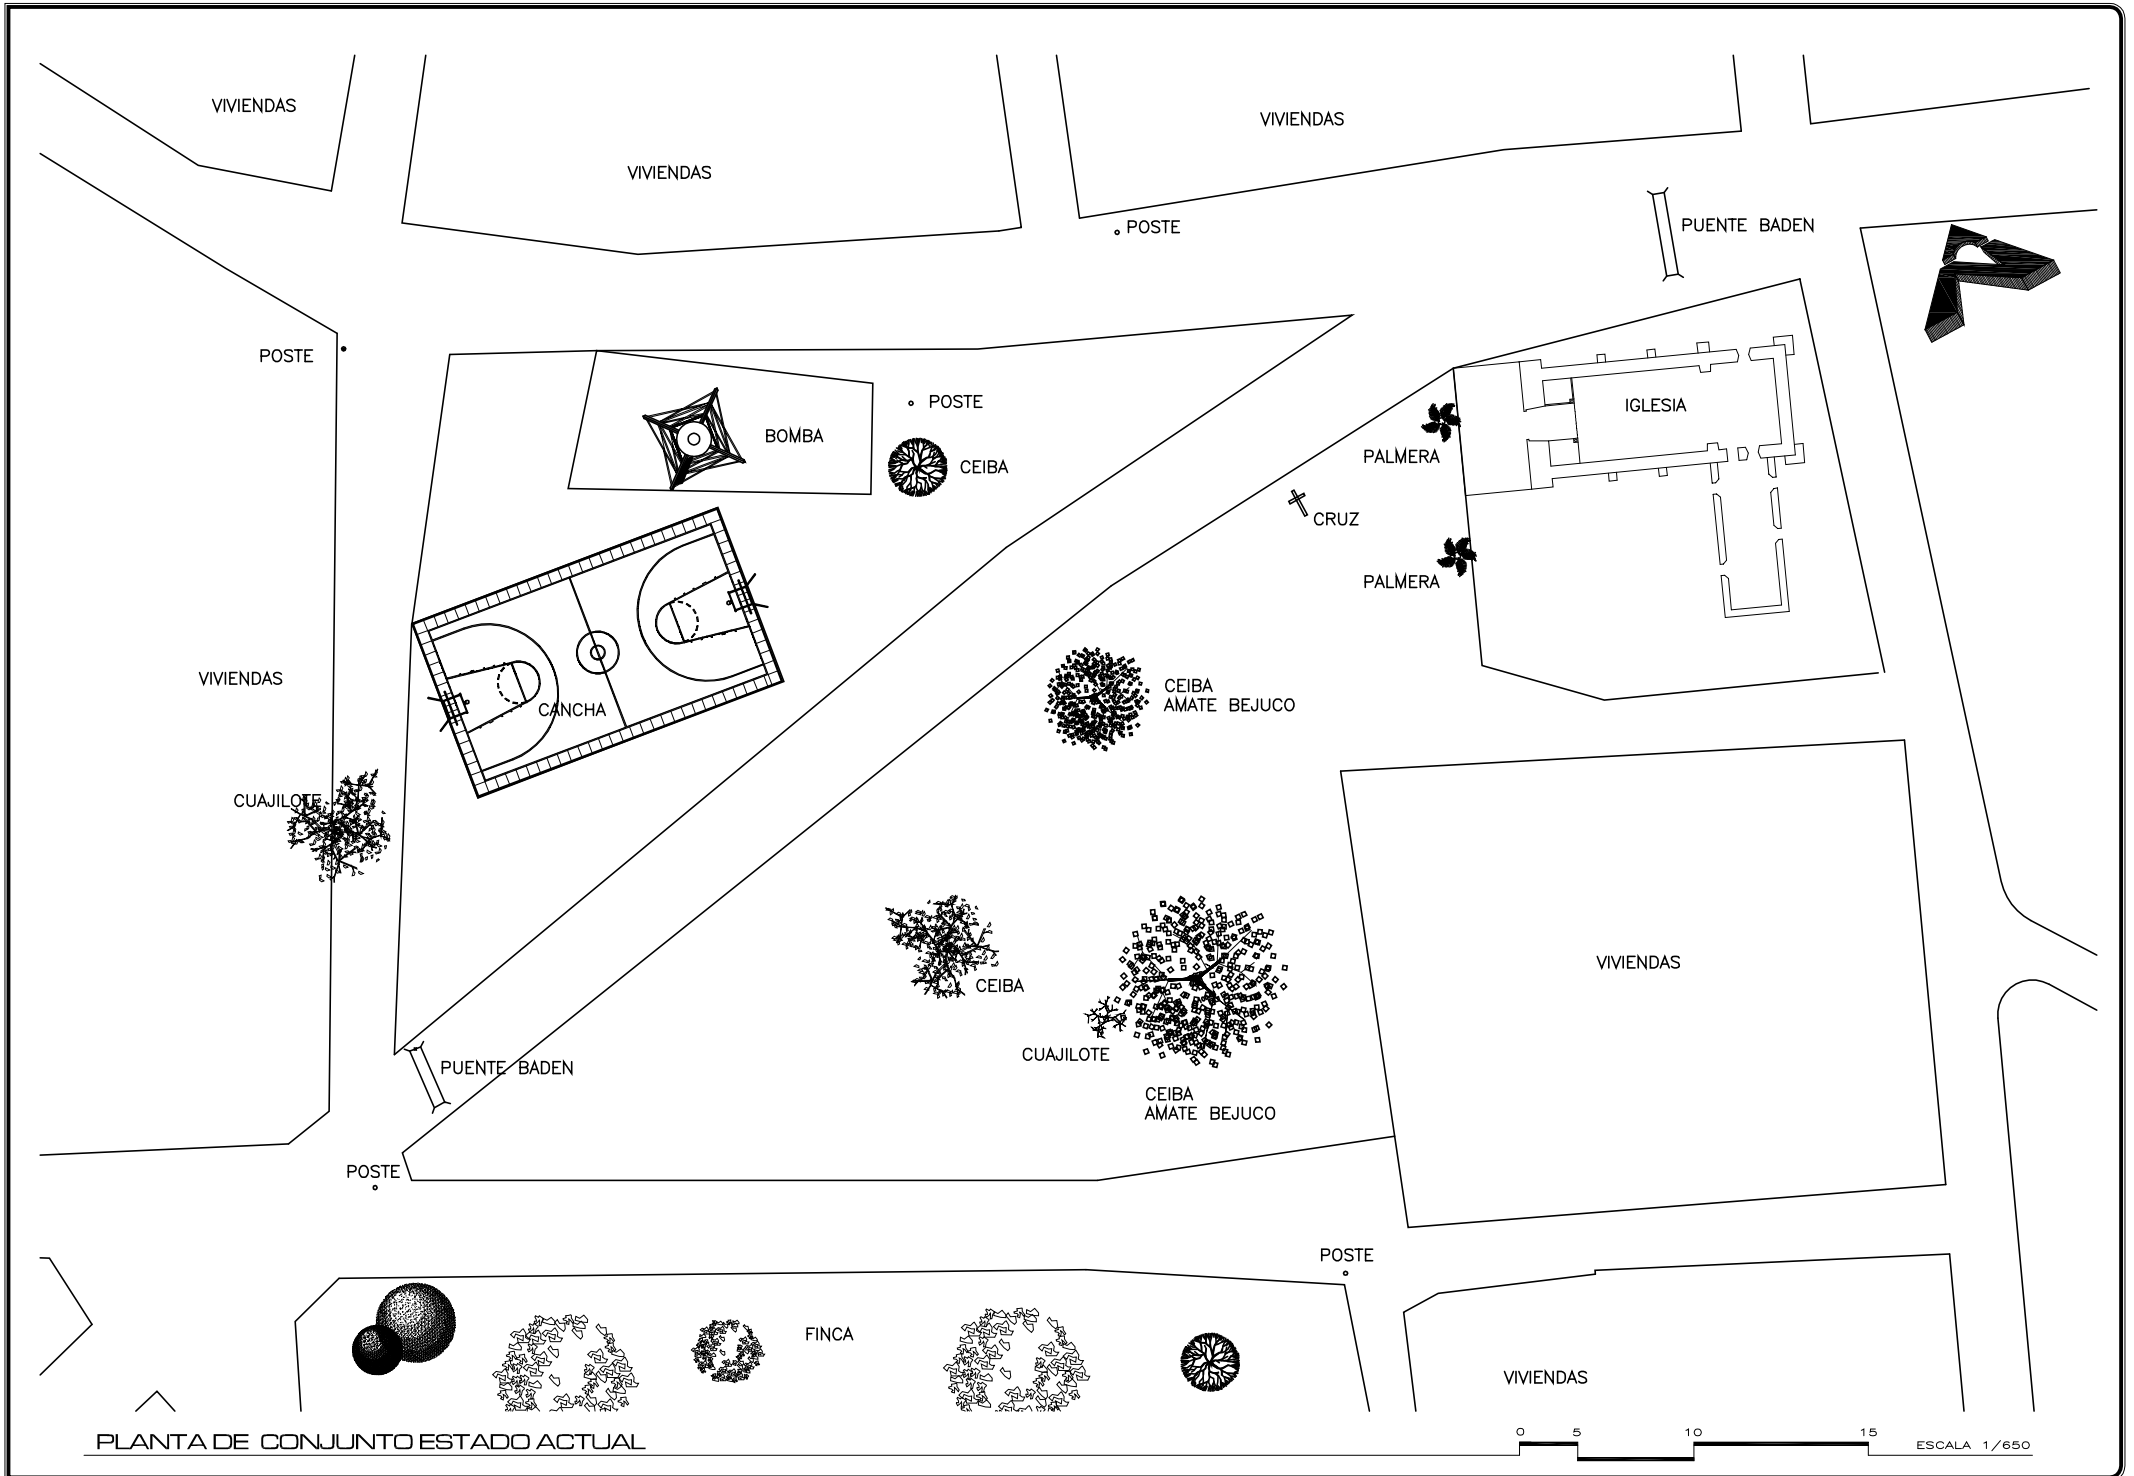 VIVIENDAS
VIVIENDAS
VIVIENDAS
POSTE
PUENTE BADEN
POSTE
POSTE
BOMBA
CEIBA
IGLESIA
PALMERA
CRUZ
PALMERA
VIVIENDAS
CANCHA
CEIBA
AMATE BEJUCO
CUAJILOTE
VIVIENDAS
CEIBA
CUAJILOTE
PUENTE BADEN
CEIBA
AMATE BEJUCO
POSTE
POSTE
FINCA
VIVIENDAS
PLANTA DE CONJUNTO ESTADO ACTUAL
0 5 10 15
ESCALA 1/650